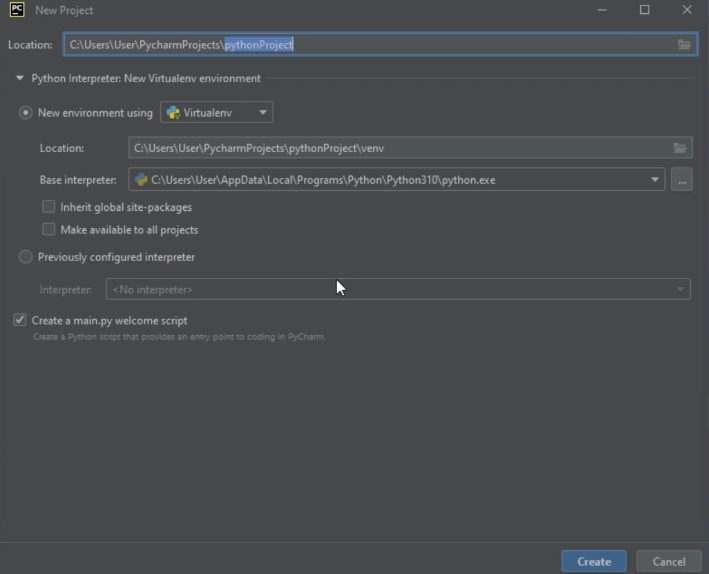 PC New Project
Location: C:\Users\User\PycharmProjects\pythonProject
Python Interpreter: New Virtualenv environment
New environment using Virtualenv
Location: C:\Users\User\PycharmProjects\pythonProject\venv
Base interpreter: C:\Users\User\AppData\Local\Programs\Python\Python310\python.exe ...
Inherit global site-packages
Make available to all projects
Previously configured interpreter
Interpreter: <No interpreter>
Create a main.py welcome script
Create a Python script that provides an entry point to coding in PyCharm.
Create Cancel